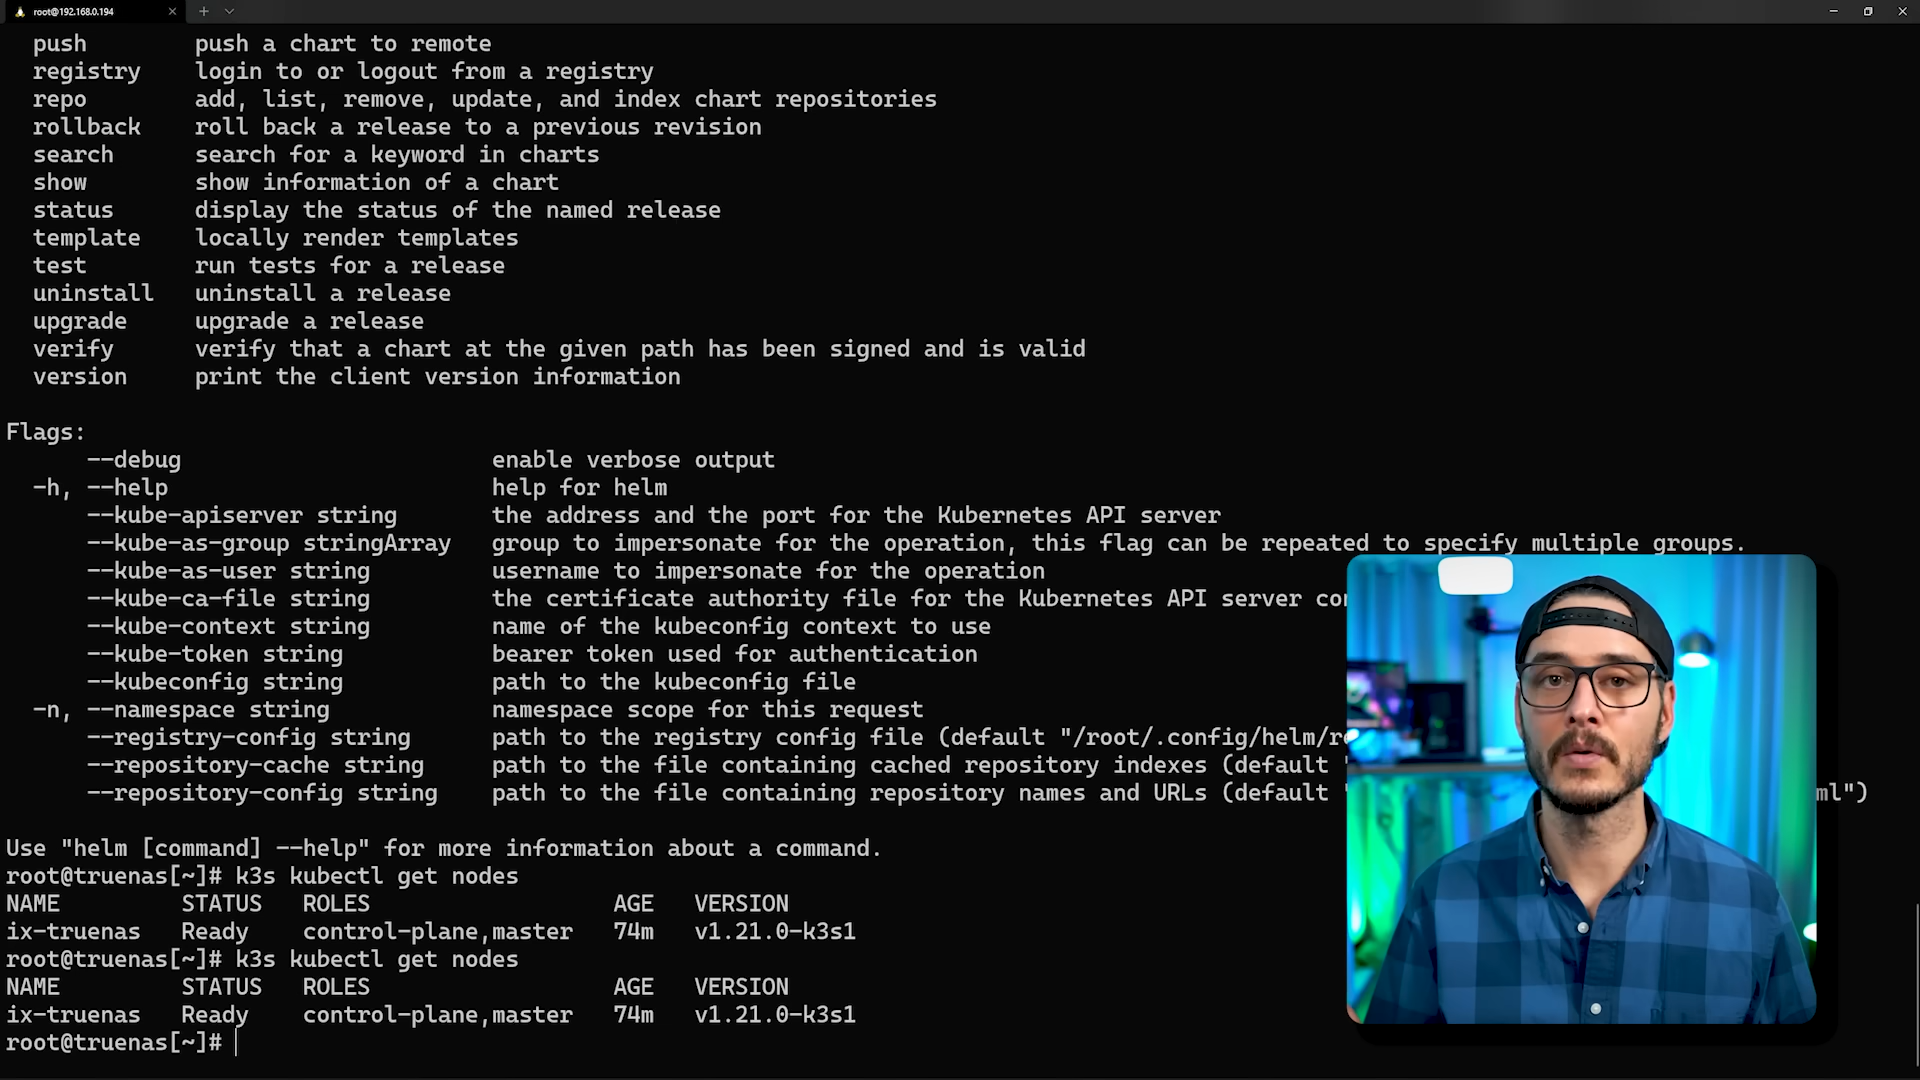 root@192.168.0.194
push push a chart to remote
registry login to or logout from a registry
repo add, list, remove, update, and index chart repositories
rollback roll back a release to a previous revision
search search for a keyword in charts
show show information of a chart
status display the status of the named release
template locally render templates
test run tests for a release
uninstall uninstall a release
upgrade upgrade a release
verify verify that a chart at the given path has been signed and is valid
version print the client version information
Flags:
--debug enable verbose output
-h, --help help for helm
--kube-apiserver string the address and the port for the Kubernetes API server
--kube-as-group stringArray group to impersonate for the operation, this flag can be repeated to specify multiple groups.
--kube-as-user string username to impersonate for the operation
--kube-ca-file string the certificate authority file for the Kubernetes API server
--kube-context string name of the kubeconfig context to use
--kube-token string bearer token used for authentication
--kubeconfig string path to the kubeconfig file
-n, --namespace string namespace scope for this request
--registry-config string path to the registry config file (default "/root/.config/helm/
--repository-cache string path to the file containing cached repository indexes (default
--repository-config string path to the file containing repository names and URLs (default ml")
Use "helm [command] --help" for more information about a command.
root@truenas[~]# k3s kubectl get nodes
NAME STATUS ROLES AGE VERSION
ix-truenas Ready control-plane,master 74m v1.21.0-k3s1
root@truenas[~]# k3s kubectl get nodes
NAME STATUS ROLES AGE VERSION
ix-truenas Ready control-plane,master 74m v1.21.0-k3s1
root@truenas[~]#